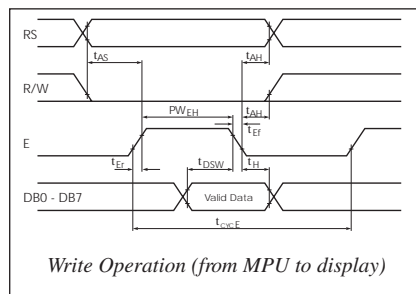 RS
tAS
tAH
R/W
PWEH
tAH
tEf
E
tEr
tDSW
tH
DB0 - DB7
Valid Data
tCYCE
Write Operation (from MPU to display)